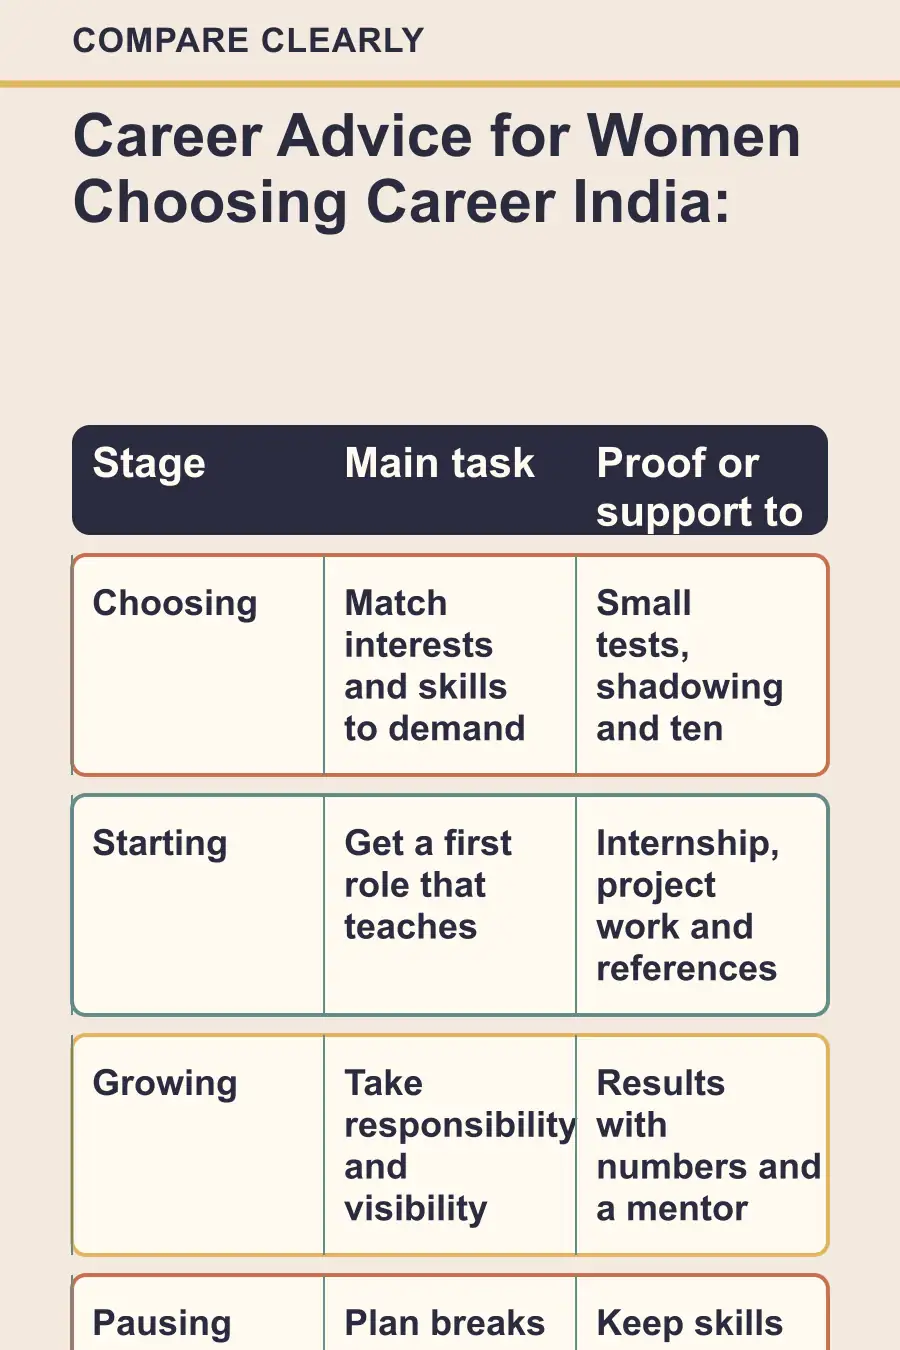 COMPARE CLEARLY
Career Advice for Women
Choosing Career India:
Stage
Main task
Proof or
support to
Choosing
Match
interests
and skills
to demand
Small
tests,
shadowing
and ten
Starting
Get a first
role that
teaches
Internship,
project
work and
references
Growing
Take
responsibility
and
visibility
Results
with
numbers and
a mentor
Pausing
Plan breaks
Keep skills